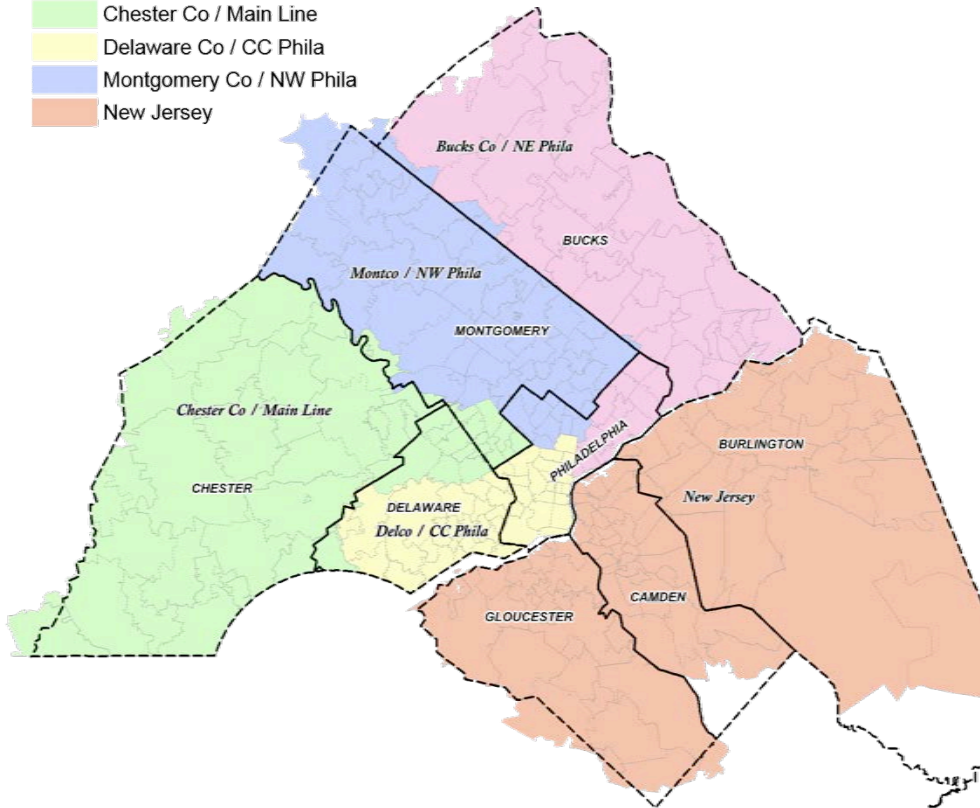 Chester Co / Main Line
Delaware Co / CC Phila
Montgomery Co / NW Phila
New Jersey
Bucks Co / NE Phila
BUCKS
Montco / NW Phila
MONTGOMERY
Chester Co / Main Line
PHILADELPHIA
BURLINGTON
CHESTER
New Jersey
DELAWARE
Delco / CC Phila
CAMDEN
GLOUCESTER